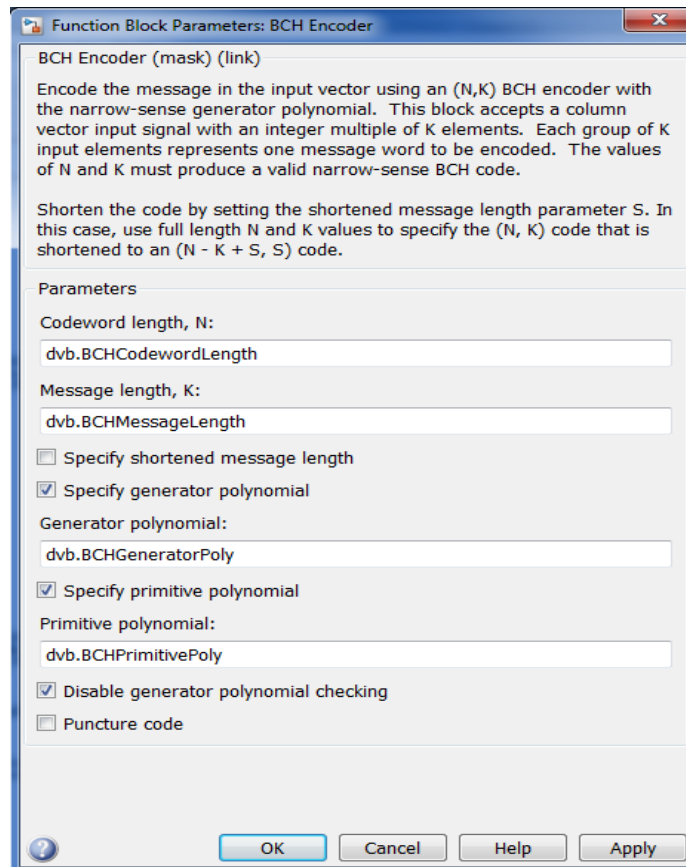 Function Block Parameters: BCH Encoder
BCH Encoder (mask) (link)
Encode the message in the input vector using an (N,K) BCH encoder with
the narrow-sense generator polynomial.  This block accepts a column
vector input signal with an integer multiple of K elements.  Each group of K
input elements represents one message word to be encoded.  The values
of N and K must produce a valid narrow-sense BCH code.
Shorten the code by setting the shortened message length parameter S. In
this case, use full length N and K values to specify the (N, K) code that is
shortened to an (N - K + S, S) code.
Parameters
Codeword length, N:
dvb.BCHCodewordLength
Message length, K:
dvb.BCHMessageLength
Specify shortened message length
Specify generator polynomial
Generator polynomial:
dvb.BCHGeneratorPoly
Specify primitive polynomial
Primitive polynomial:
dvb.BCHPrimitivePoly
Disable generator polynomial checking
Puncture code
OK Cancel Help Apply